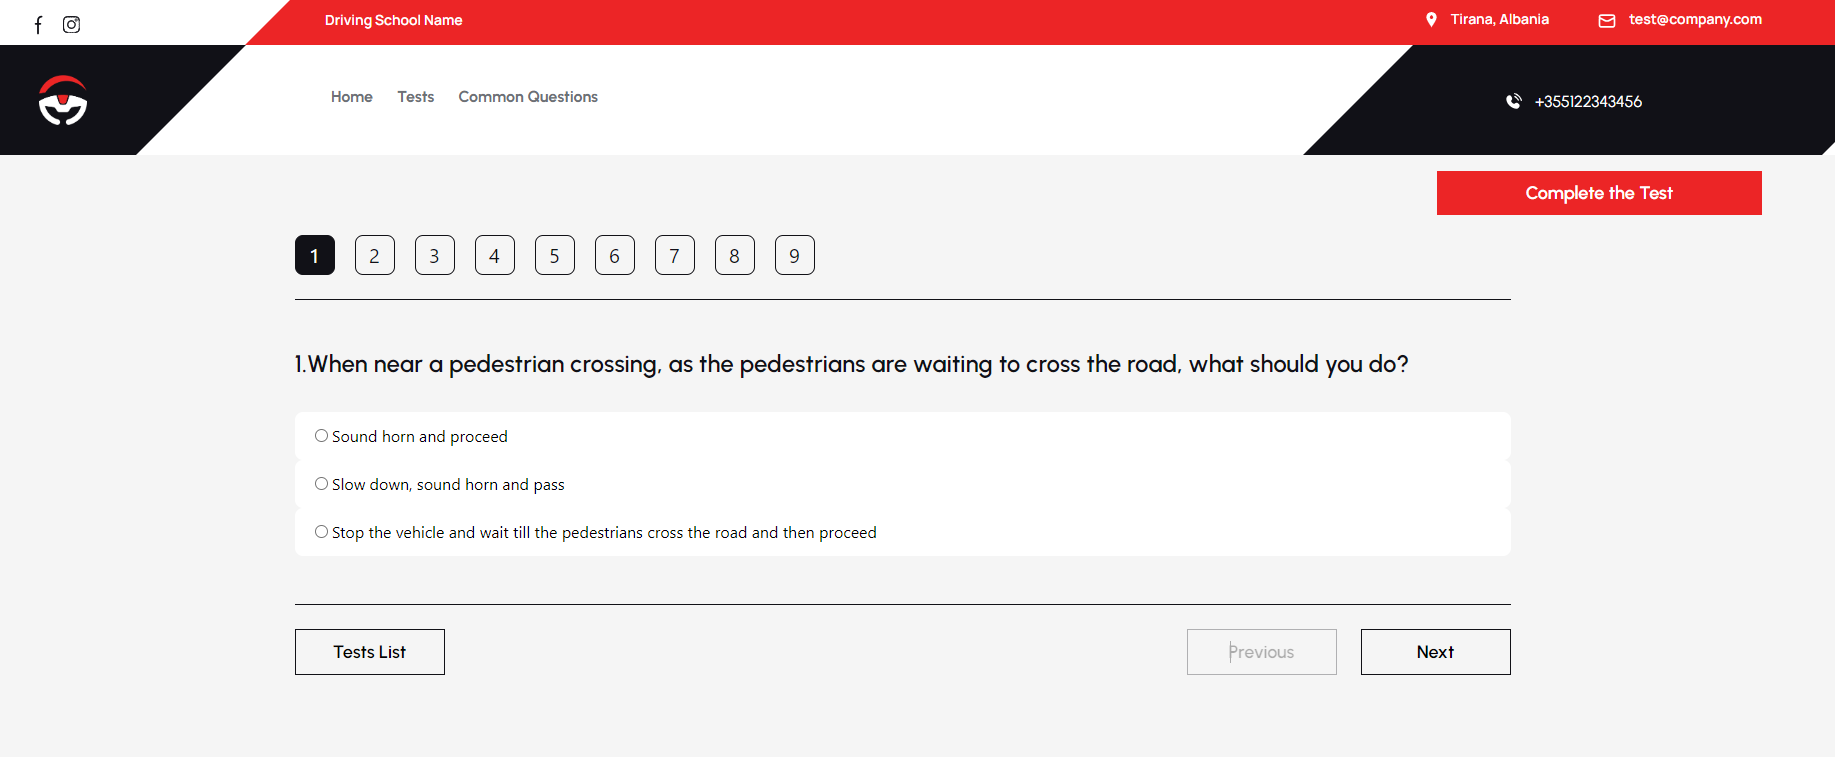 Driving School Name
Tirana, Albania
test@company.com
Home
Tests
Common Questions
+355122343456
Complete the Test
1
2
3
4
5
6
7
8
9
1.When near a pedestrian crossing, as the pedestrians are waiting to cross the road, what should you do?
Sound horn and proceed
Slow down, sound horn and pass
Stop the vehicle and wait till the pedestrians cross the road and then proceed
Tests List
Previous
Next